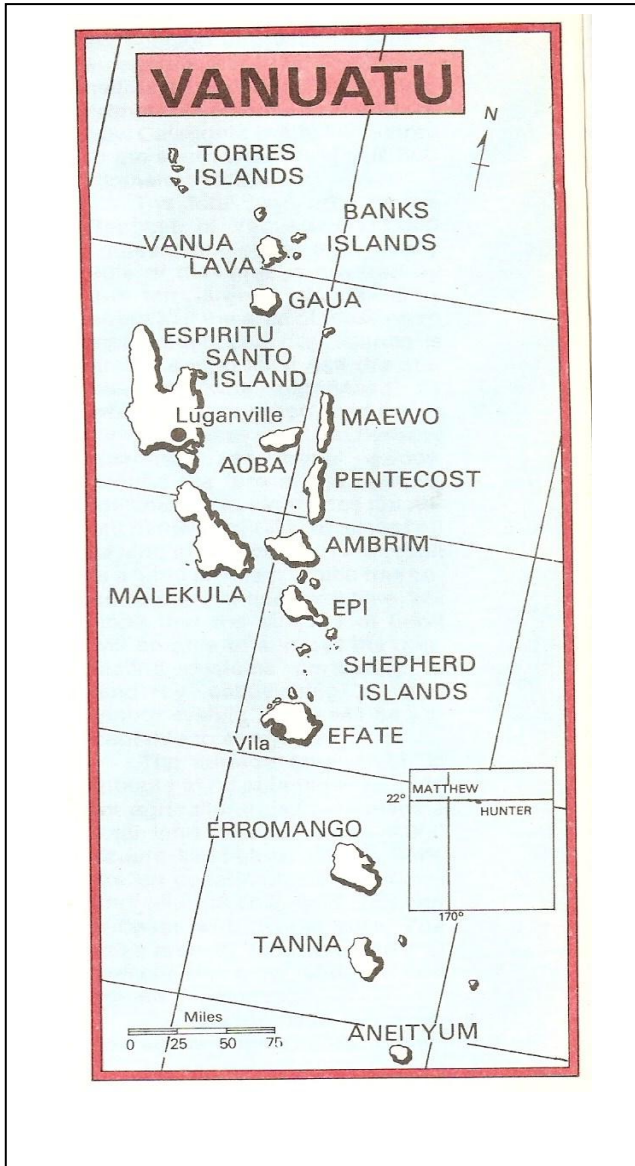 VANUATU
N
TORRES
ISLANDS
BANKS
ISLANDS
VANUA
LAVA
GAUA
ESPIRITU
SANTO
ISLAND
Luganville
MAEWO
AOBA
PENTECOST
AMBRIM
MALEKULA
EPI
SHEPHERD
ISLANDS
Vila
EFATE
MATTHEW
22°
HUNTER
170°
ERROMANGO
TANNA
Miles
0 25 50 75
ANEITYUM